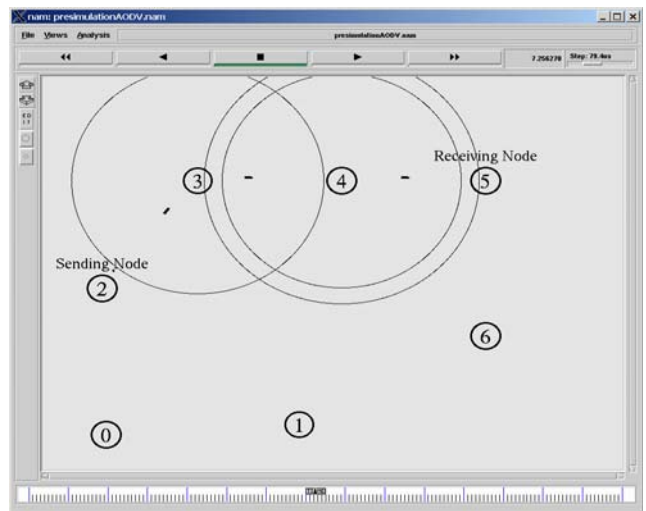 nam: presimulationAODV.nam
File Views Analysis presimulationAODV.nam
7.256270 Step: 79.4ms
Receiving Node
3 4 5
Sending Node
2
6
1
0